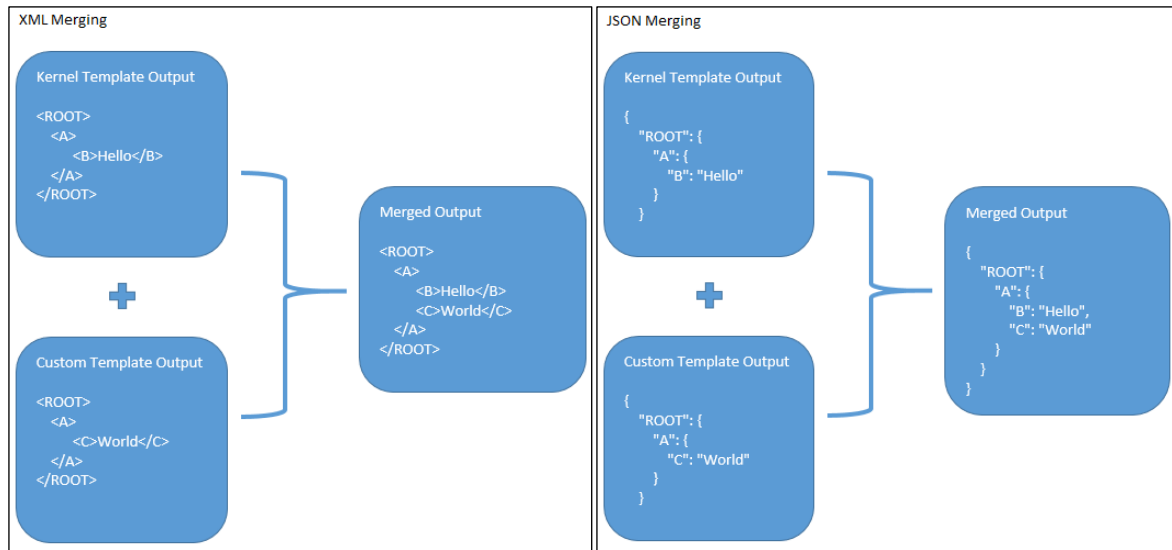 XML Merging
Kernel Template Output
<ROOT>
<A>
<B>Hello</B>
</A>
</ROOT>
Custom Template Output
<ROOT>
<A>
<C>World</C>
</A>
</ROOT>
Merged Output
<ROOT>
<A>
<B>Hello</B>
<C>World</C>
</A>
</ROOT>
JSON Merging
Kernel Template Output
{
"ROOT": {
"A": {
"B": "Hello"
}
}
Custom Template Output
{
"ROOT": {
"A": {
"C": "World"
}
}
Merged Output
{
"ROOT": {
"A": {
"B": "Hello",
"C": "World"
}
}
}